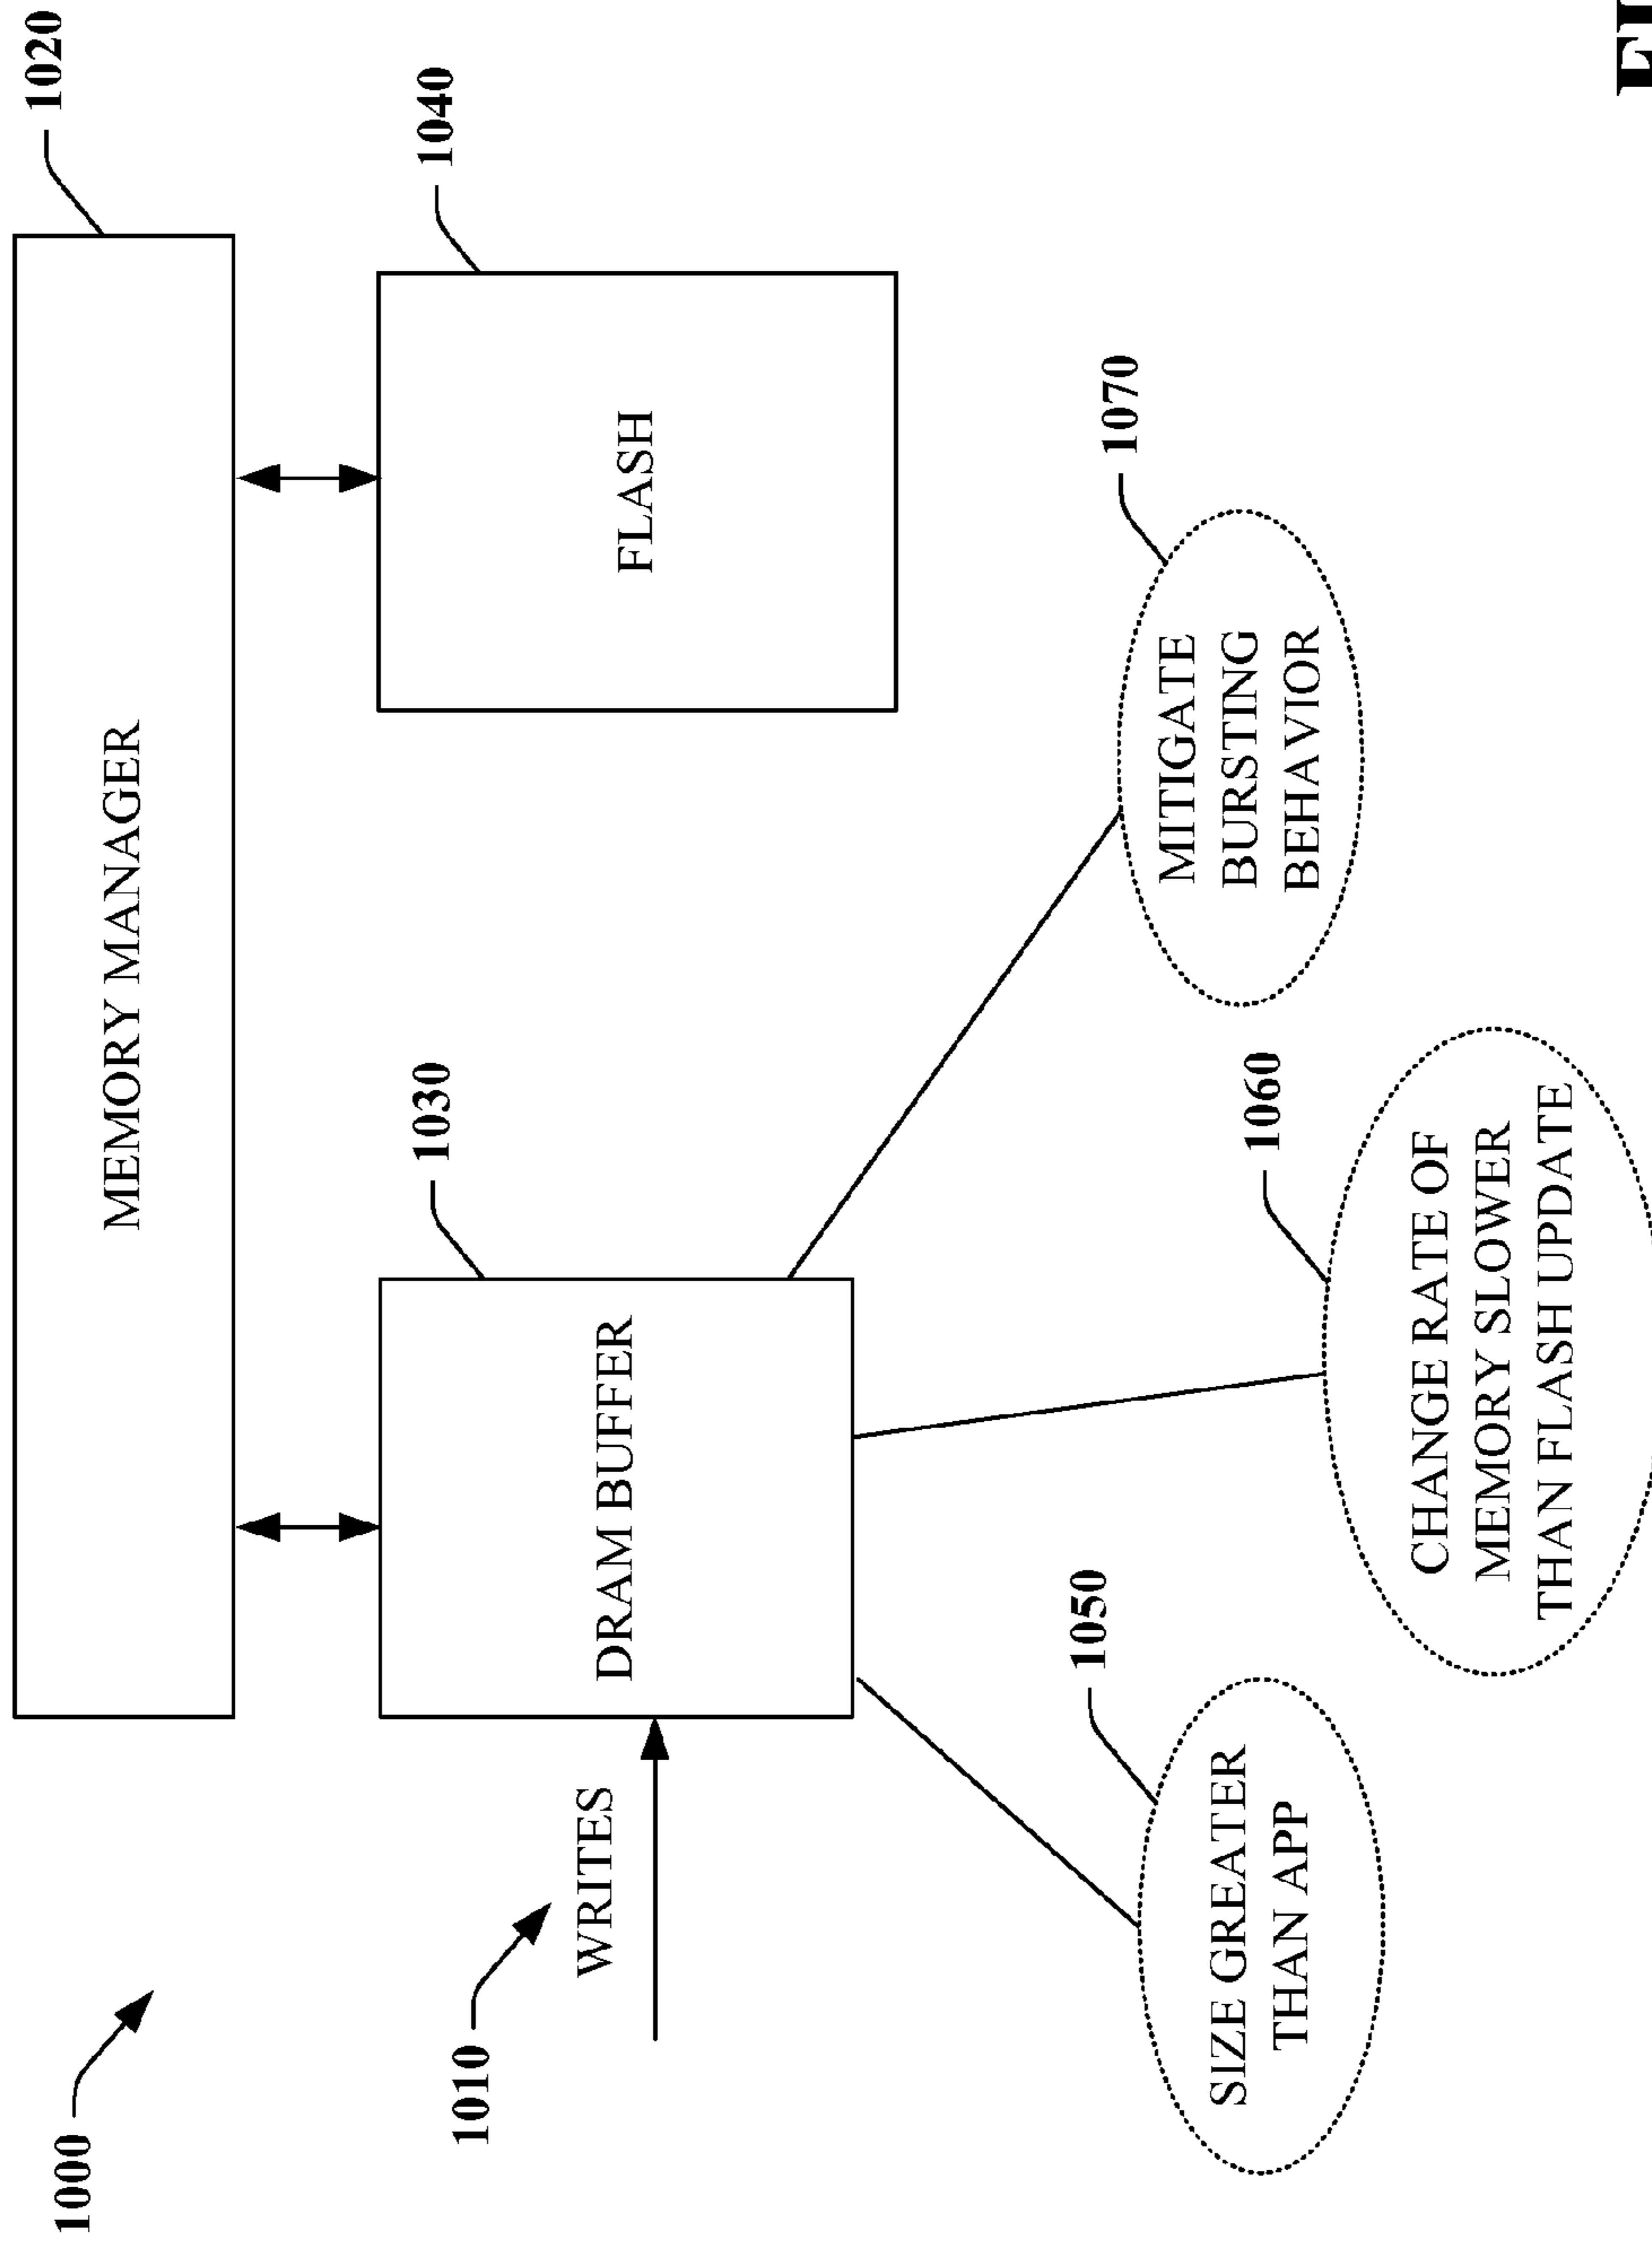 1000
1020
MEMORY MANAGER
1010
1030
1040
WRITES
DRAM BUFFER
FLASH
1050
1060
1070
SIZE GREATER
THAN APP
CHANGE RATE OF
MEMORY SLOWER
THAN FLASH UPDATE
MITIGATE
BURSTING
BEHAVIOR